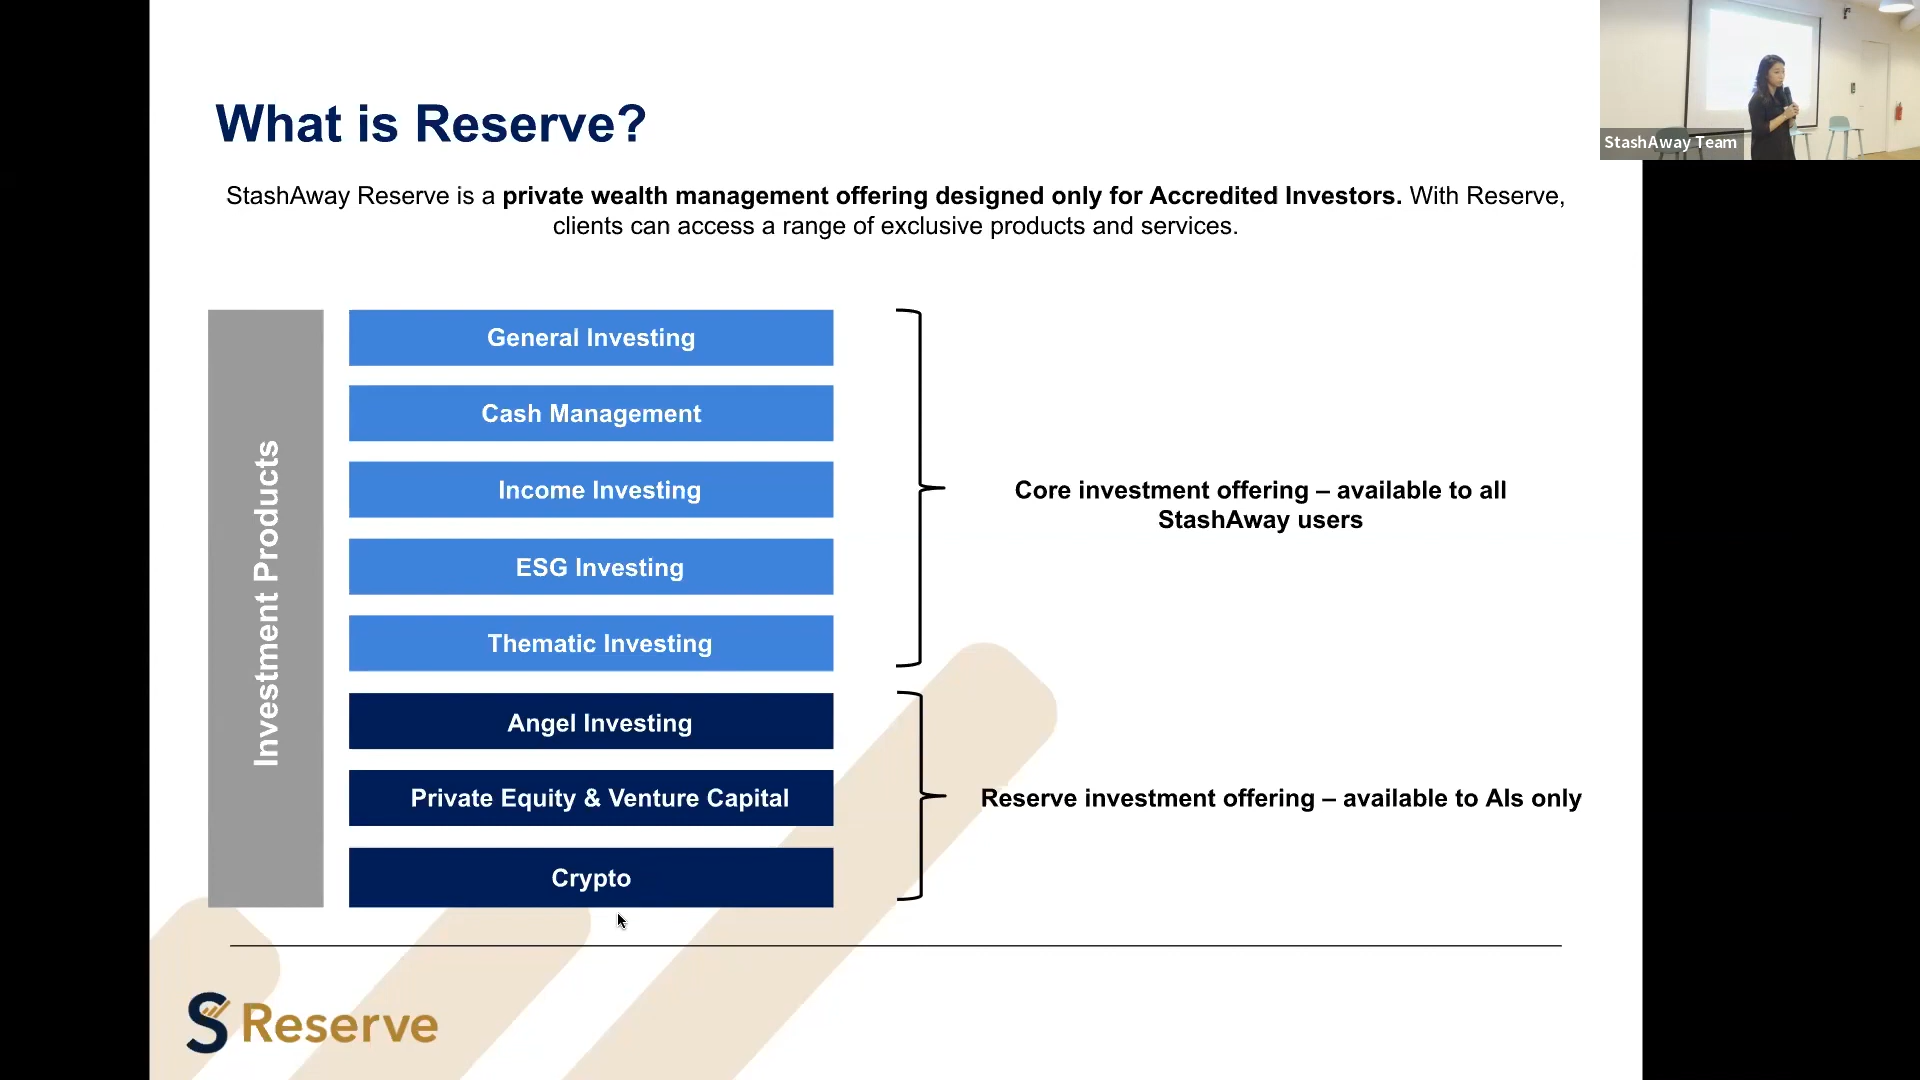 What is Reserve?
StashAway Team
StashAway Reserve is a private wealth management offering designed only for Accredited Investors. With Reserve,
clients can access a range of exclusive products and services.
Investment Products
General Investing
Cash Management
Income Investing
ESG Investing
Thematic Investing
Core investment offering – available to all
StashAway users
Angel Investing
Private Equity & Venture Capital
Crypto
Reserve investment offering – available to AIs only
S Reserve